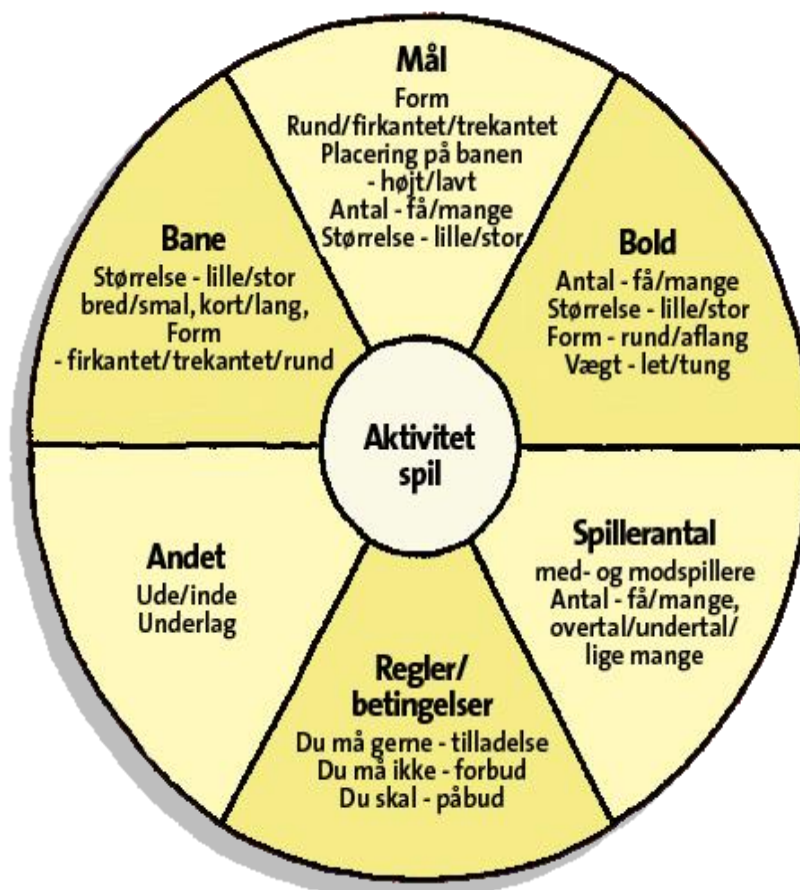 Mål
Form
Rund/firkantet/trekantet
Placering på banen
- højt/lavt
Antal - få/mange
Størrelse - lille/stor
Bold
Antal - få/mange
Størrelse - lille/stor
Form - rund/aflang
Vægt - let/tung
Spillerantal
med- og modspillere
Antal - få/mange,
overtal/undertal/
lige mange
Regler/
betingelser
Du må gerne - tilladelse
Du må ikke - forbud
Du skal - påbud
Andet
Ude/inde
Underlag
Bane
Størrelse - lille/stor
bred/smal, kort/lang,
Form
- firkantet/trekantet/rund
Aktivitet
spil